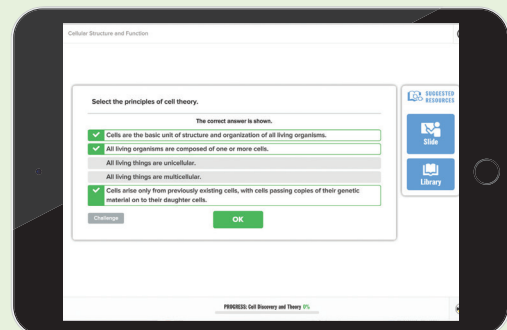 Cellular Structure and Function
Select the principles of cell theory.
The correct answer is shown.
Cells are the basic unit of structure and organization of all living organisms.
All living organisms are composed of one or more cells.
All living things are unicellular.
All living things are multicellular.
Cells arise only from previously existing cells, with cells passing copies of their genetic
material on to their daughter cells.
Challenge
OK
SUGGESTED
RESOURCES
Slide
Library
PROGRESS: Cell Discovery and Theory 0%